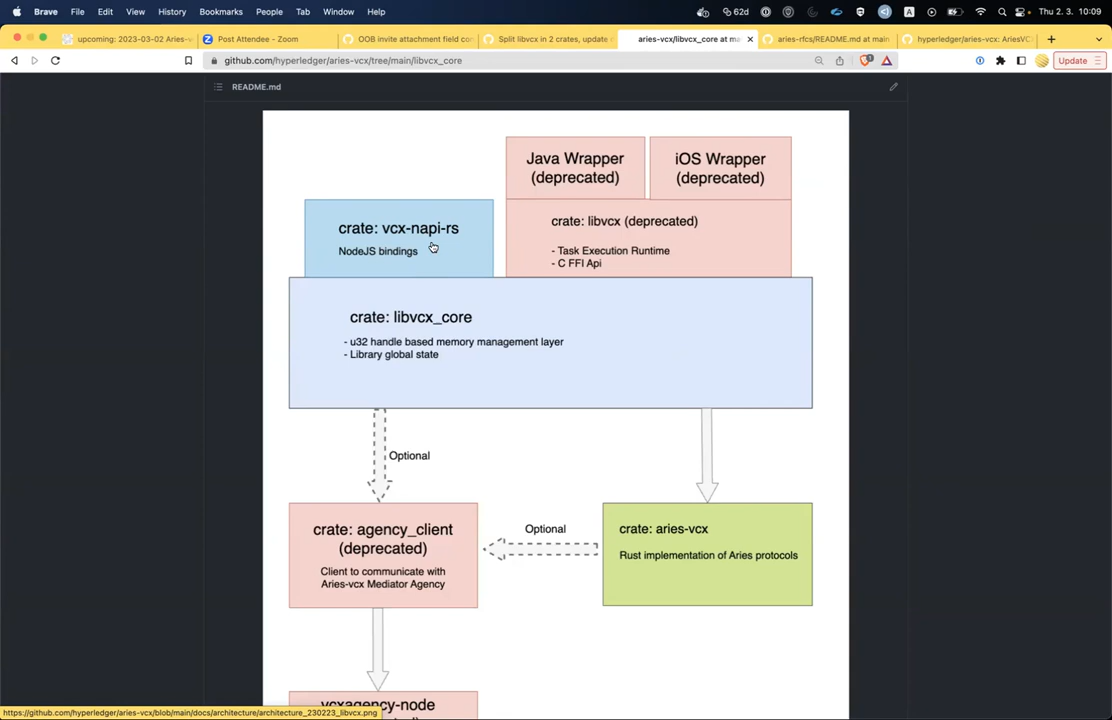 Brave File Edit View History Bookmarks People Tab Window Help
62d A Thu 2. 3. 10:09
upcoming: 2023-03-02 Aries-v
Post Attendee - Zoom
OOB invite attachment field con
Split libvcx in 2 crates, update
aries-vcx/libvcx_core at ma
aries-rfcs/README.md at main
hyperledger/aries-vcx: AriesVC
github.com/hyperledger/aries-vcx/tree/main/libvcx_core
1
Update
README.md
Java Wrapper
(deprecated)
iOS Wrapper
(deprecated)
crate: vcx-napi-rs
NodeJS bindings
crate: libvcx (deprecated)
- Task Execution Runtime
- C FFI Api
crate: libvcx_core
- u32 handle based memory management layer
- Library global state
Optional
crate: agency_client
(deprecated)
Client to communicate with
Aries-vcx Mediator Agency
Optional
crate: aries-vcx
Rust implementation of Aries protocols
vcxagency-node
https://github.com/hyperledger/aries-vcx/blob/main/docs/architecture/architecture_230223_libvcx.png